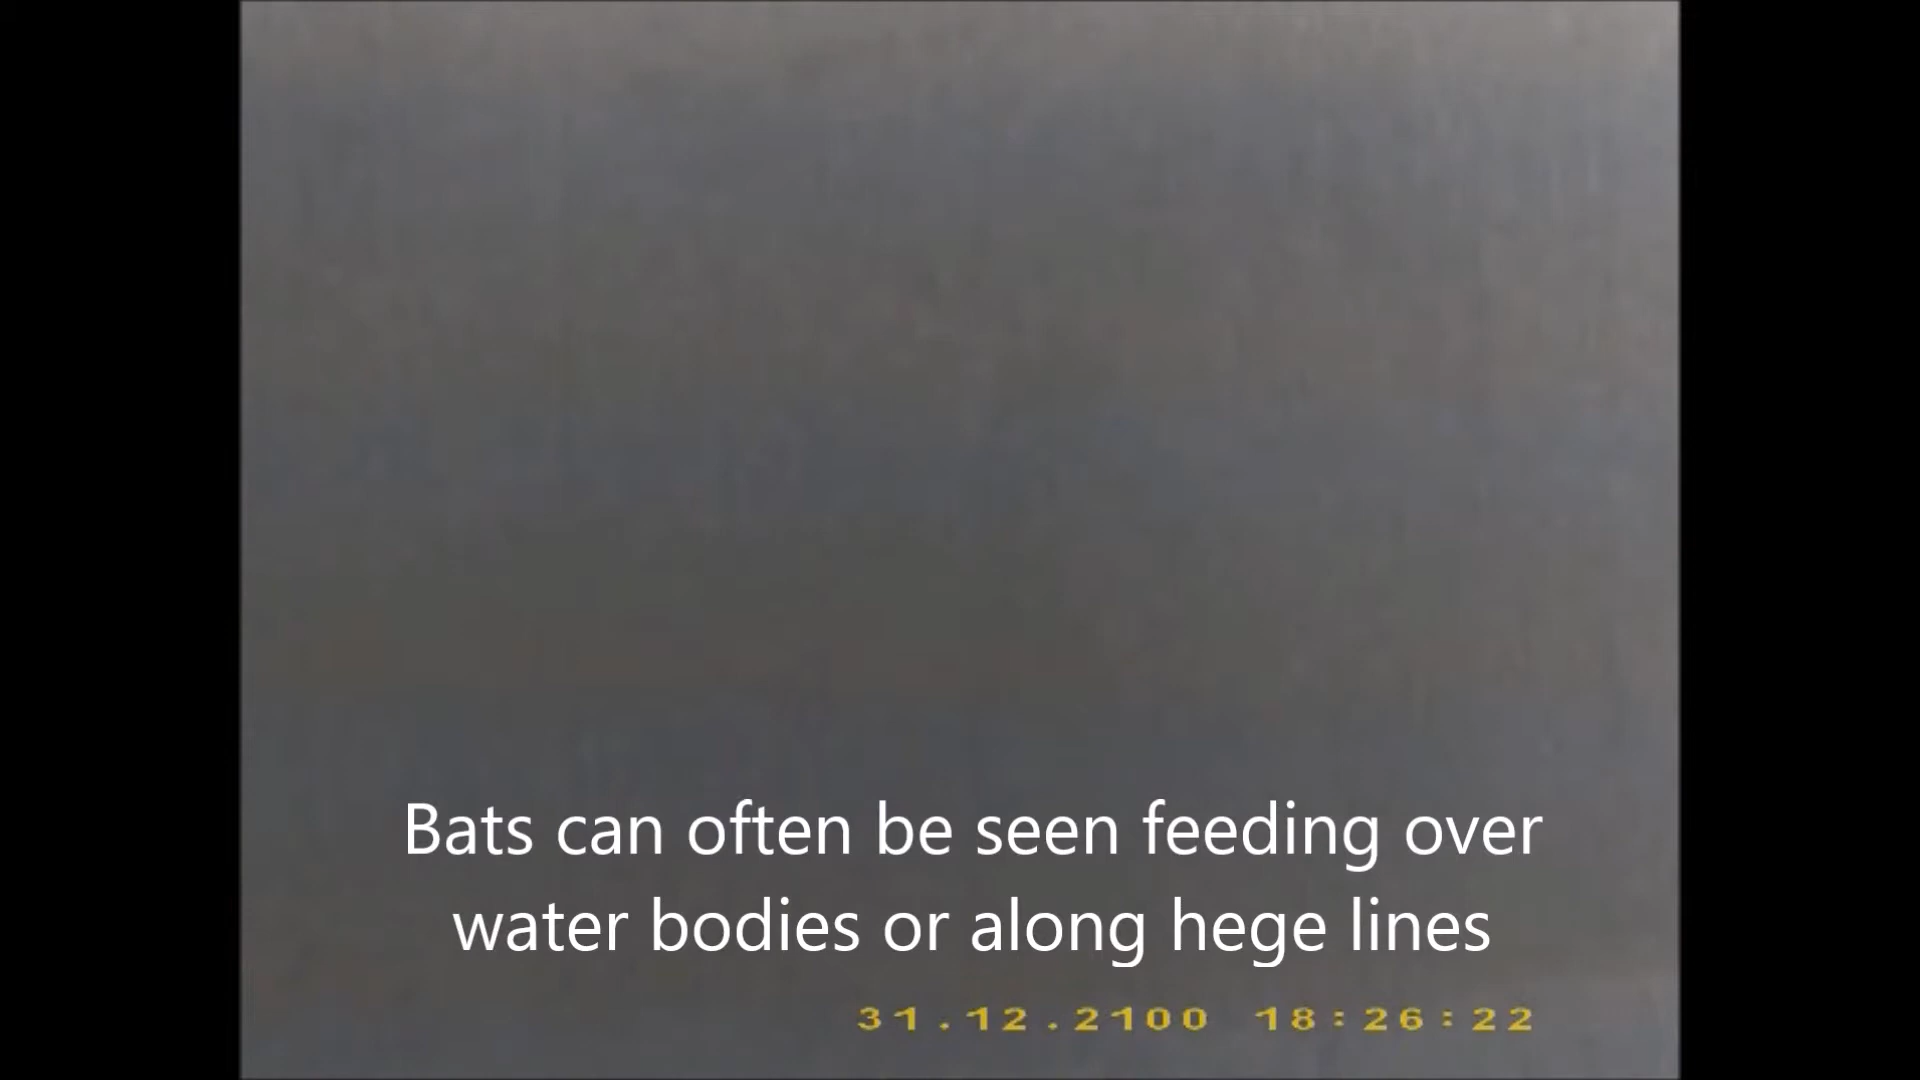 Bats can often be seen feeding over
water bodies or along hege lines
31.12.2100 18:26:22